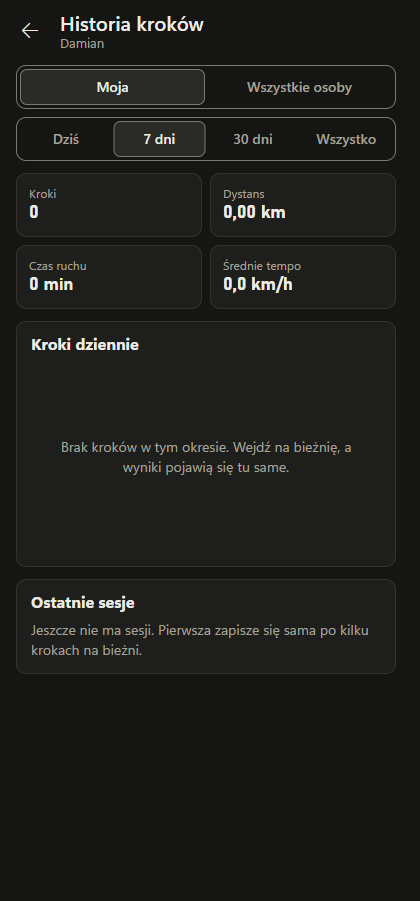 Historia kroków
Damian
Moja
Wszystkie osoby
Dziś
7 dni
30 dni
Wszystko
Kroki
0
Dystans
0,00 km
Czas ruchu
0 min
Średnie tempo
0,0 km/h
Kroki dziennie
Brak kroków w tym okresie. Wejdź na bieżnię, a
wyniki pojawią się tu same.
Ostatnie sesje
Jeszcze nie ma sesji. Pierwsza zapisze się sama po kilku
krokach na bieżni.